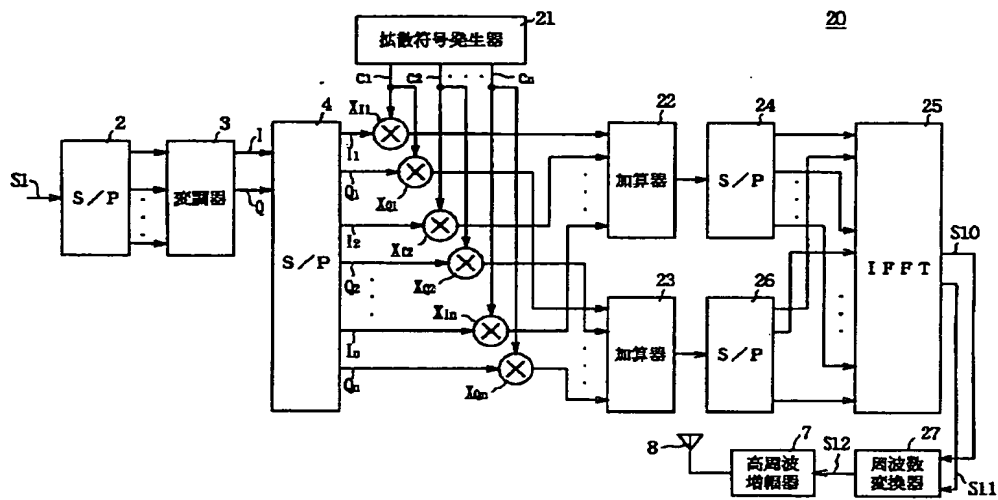 20
21
拡散符号発生器
C1
C2
Cn
XI1
I1
XQ1
Q1
XC2
I2
XQ2
Q2
XIn
In
XQn
Qn
S1
2
S/P
3
変調器
I
Q
4
S/P
22
加算器
23
加算器
24
S/P
26
S/P
25
IFFT
S10
S11
27
周波数
変換器
S12
7
高周波
増幅器
8